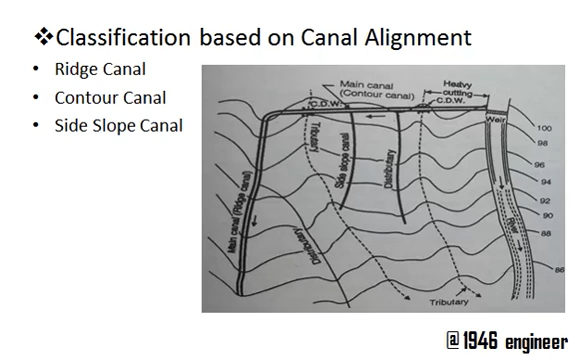 ❖Classification based on Canal Alignment
• Ridge Canal
• Contour Canal
• Side Slope Canal
Main canal
(Contour canal)
Heavy
cutting
C.D.W.
C.D.W.
Weir
100
98
96
94
92
90
88
86
Tributary
Side slope canal
Distributary
River
Main canal (Ridge canal)
Distributary
Tributary
@1946 engineer